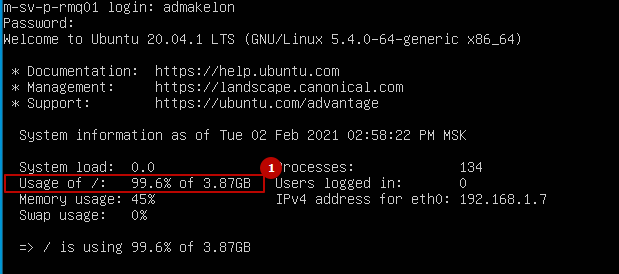 m-sv-p-rmq01 login: admakelon
Password:
Welcome to Ubuntu 20.04.1 LTS (GNU/Linux 5.4.0-64-generic x86_64)
* Documentation:  https://help.ubuntu.com
* Management:     https://landscape.canonical.com
* Support:        https://ubuntu.com/advantage
System information as of Tue 02 Feb 2021 02:58:22 PM MSK
System load:  0.0    1    Processes:    134
Usage of /:   99.6% of 3.87GB    Users logged in:    0
Memory usage: 45%    IPv4 address for eth0: 192.168.1.7
Swap usage:   0%
=> / is using 99.6% of 3.87GB